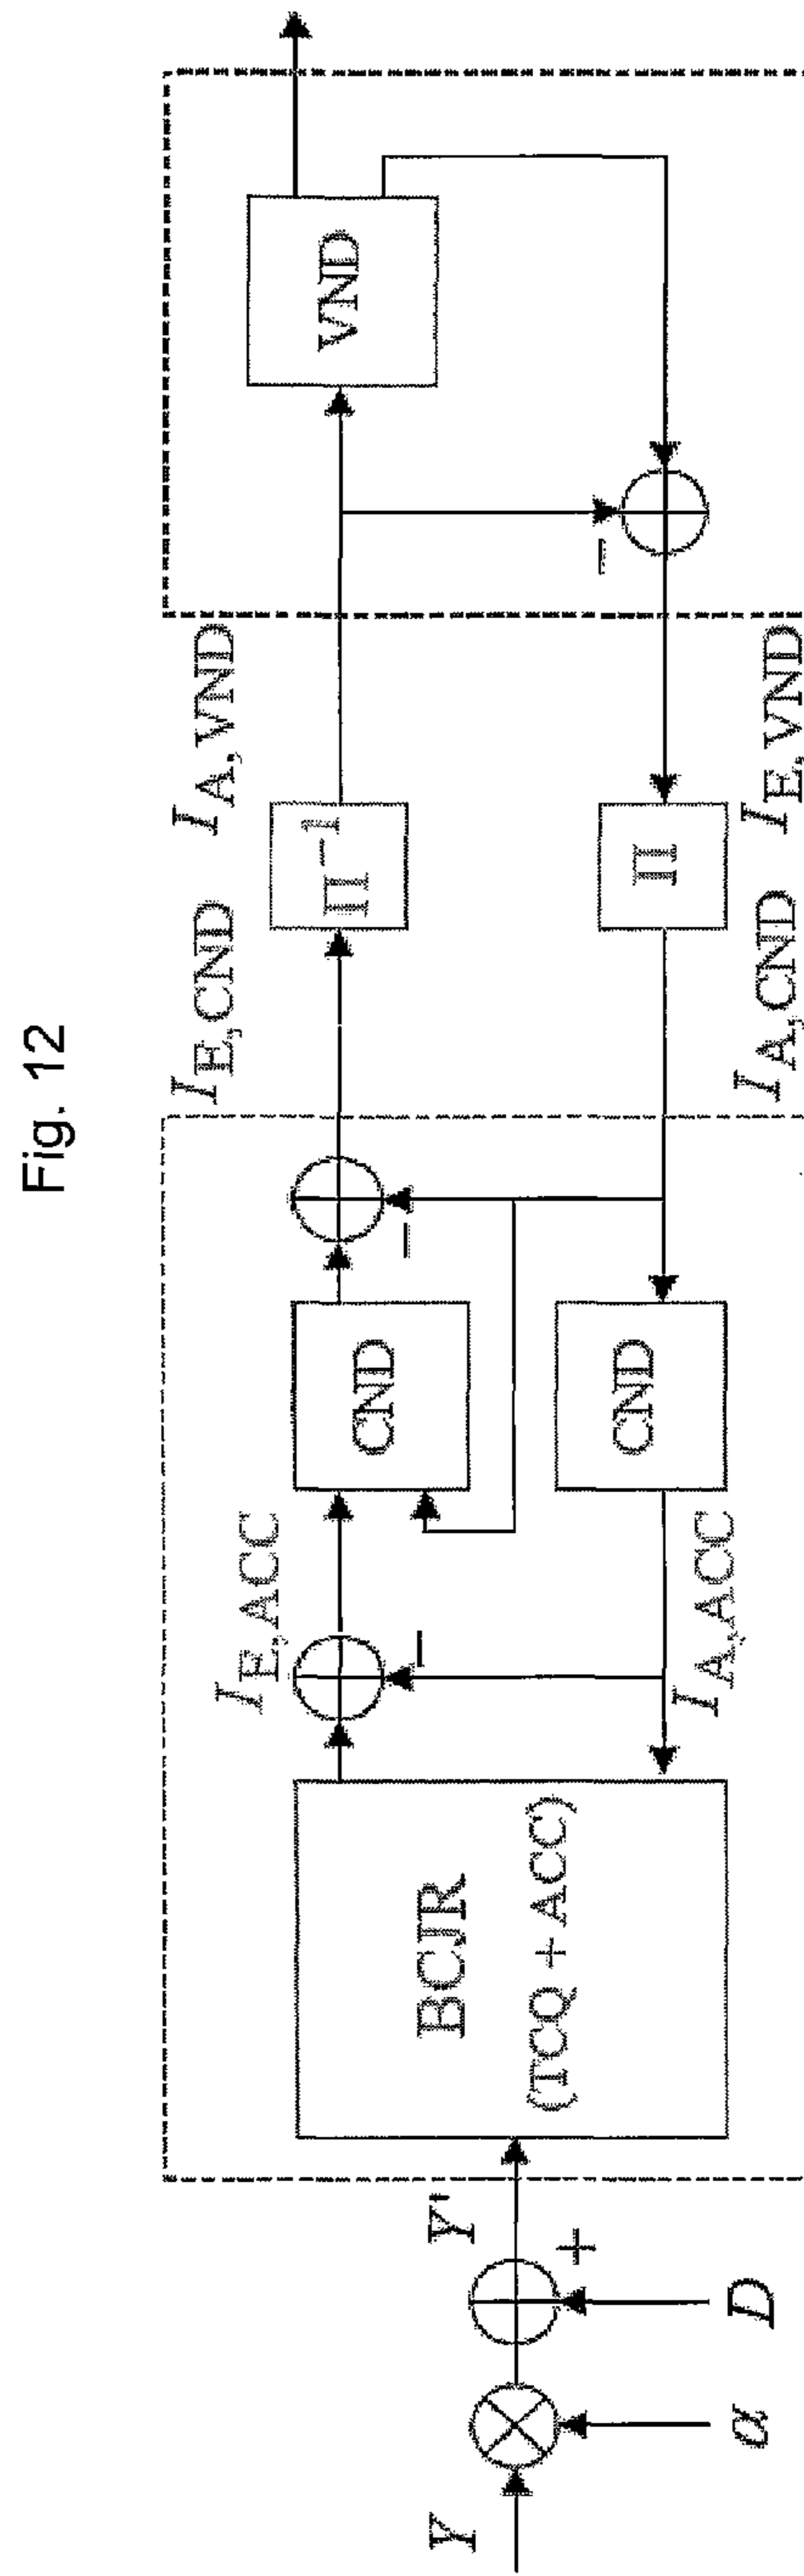 Fig. 12
I_E,CND I_A,VND
I_E,ACC
VND
Π⁻¹
CND
BCJR
(TCQ + ACC)
Y
Y'
+
α
D
−
−
−
CND
Π
I_A,ACC
I_A,CND I_E,VND